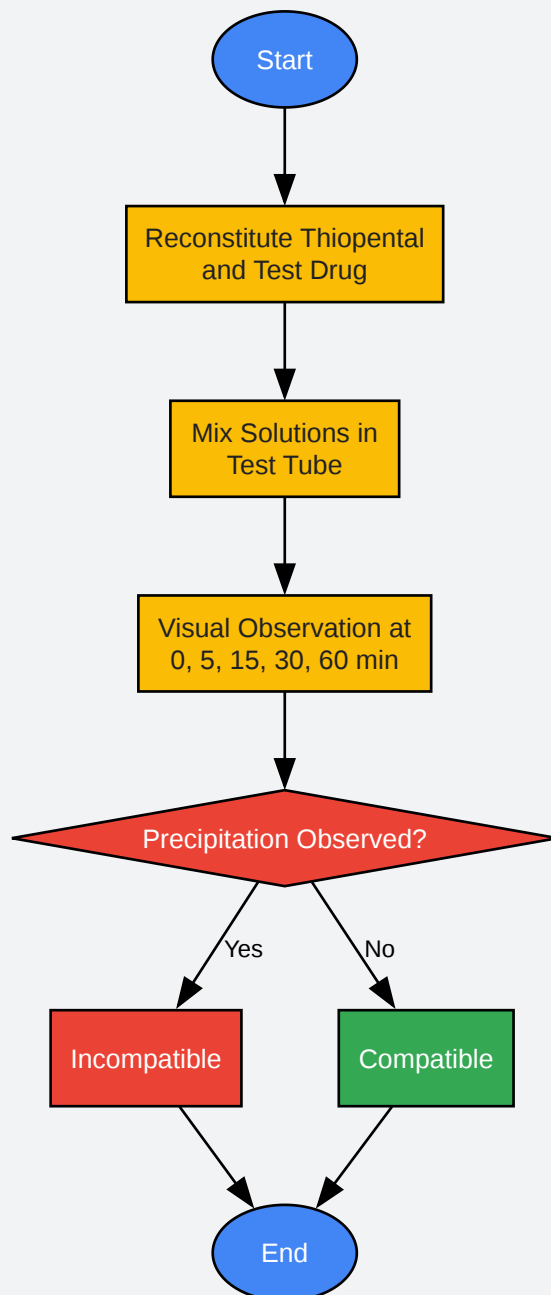 Start
Reconstitute Thiopental
and Test Drug
Mix Solutions in
Test Tube
Visual Observation at
0, 5, 15, 30, 60 min
Precipitation Observed?
Yes
No
Incompatible
Compatible
End